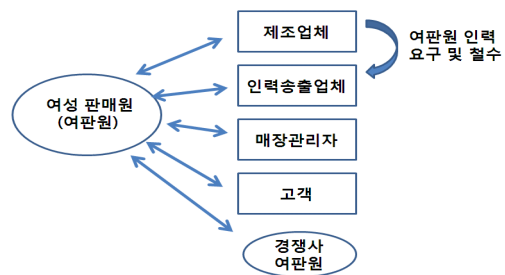 여성 판매원
(여판원)
제조업체
인력송출업체
매장관리자
고객
경쟁사
여판원
여판원 인력
요구 및 철수